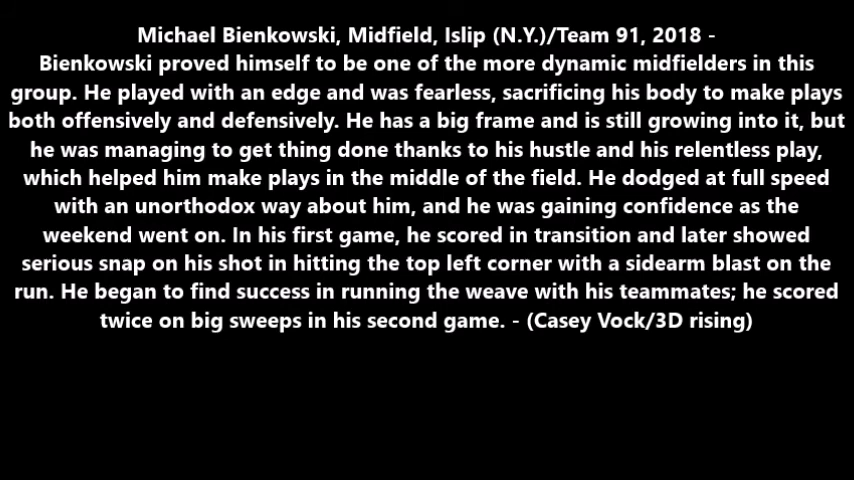 Michael Bienkowski, Midfield, Islip (N.Y.)/Team 91, 2018 -
Bienkowski proved himself to be one of the more dynamic midfielders in this
group. He played with an edge and was fearless, sacrificing his body to make plays
both offensively and defensively. He has a big frame and is still growing into it, but
he was managing to get thing done thanks to his hustle and his relentless play,
which helped him make plays in the middle of the field. He dodged at full speed
with an unorthodox way about him, and he was gaining confidence as the
weekend went on. In his first game, he scored in transition and later showed
serious snap on his shot in hitting the top left corner with a sidearm blast on the
run. He began to find success in running the weave with his teammates; he scored
twice on big sweeps in his second game. - (Casey Vock/3D rising)